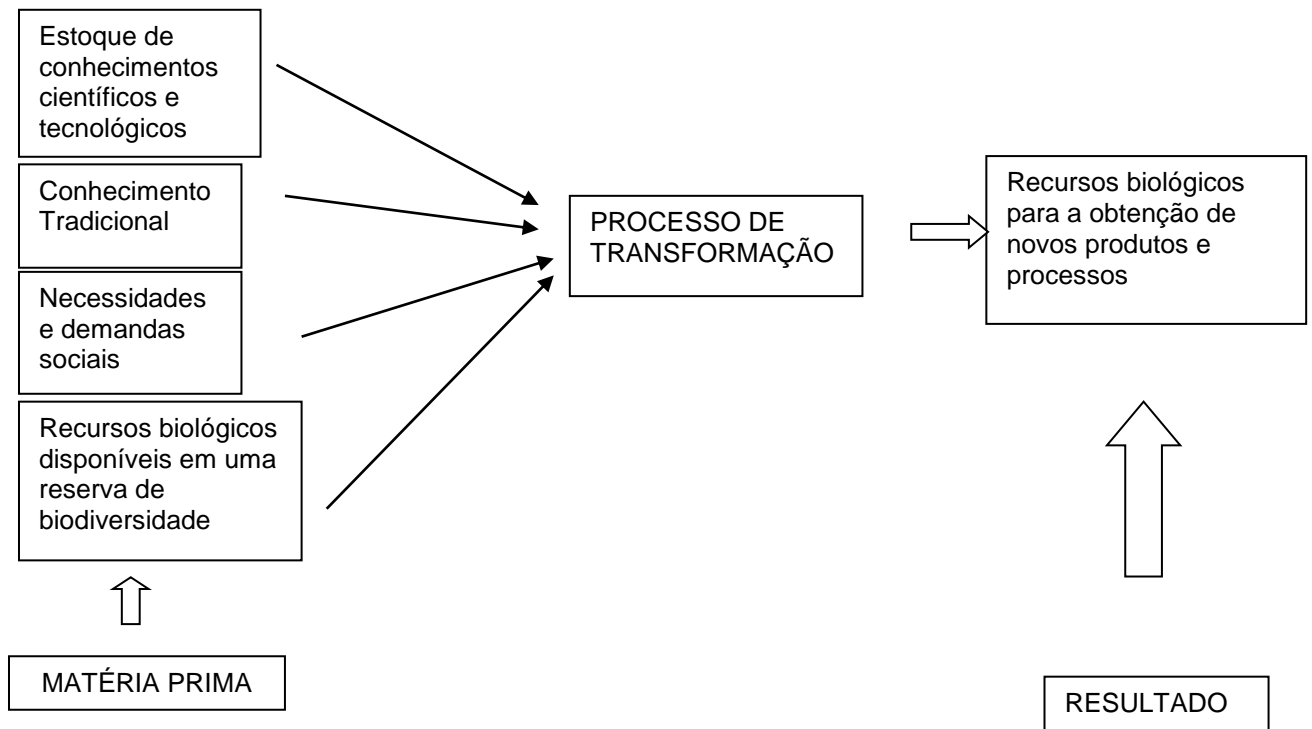 Estoque de
conhecimentos
científicos e
tecnológicos
Conhecimento
Tradicional
Necessidades
e demandas
sociais
Recursos biológicos
disponíveis em uma
reserva de
biodiversidade
MATÉRIA PRIMA
PROCESSO DE
TRANSFORMAÇÃO
Recursos biológicos
para a obtenção de
novos produtos e
processos
RESULTADO